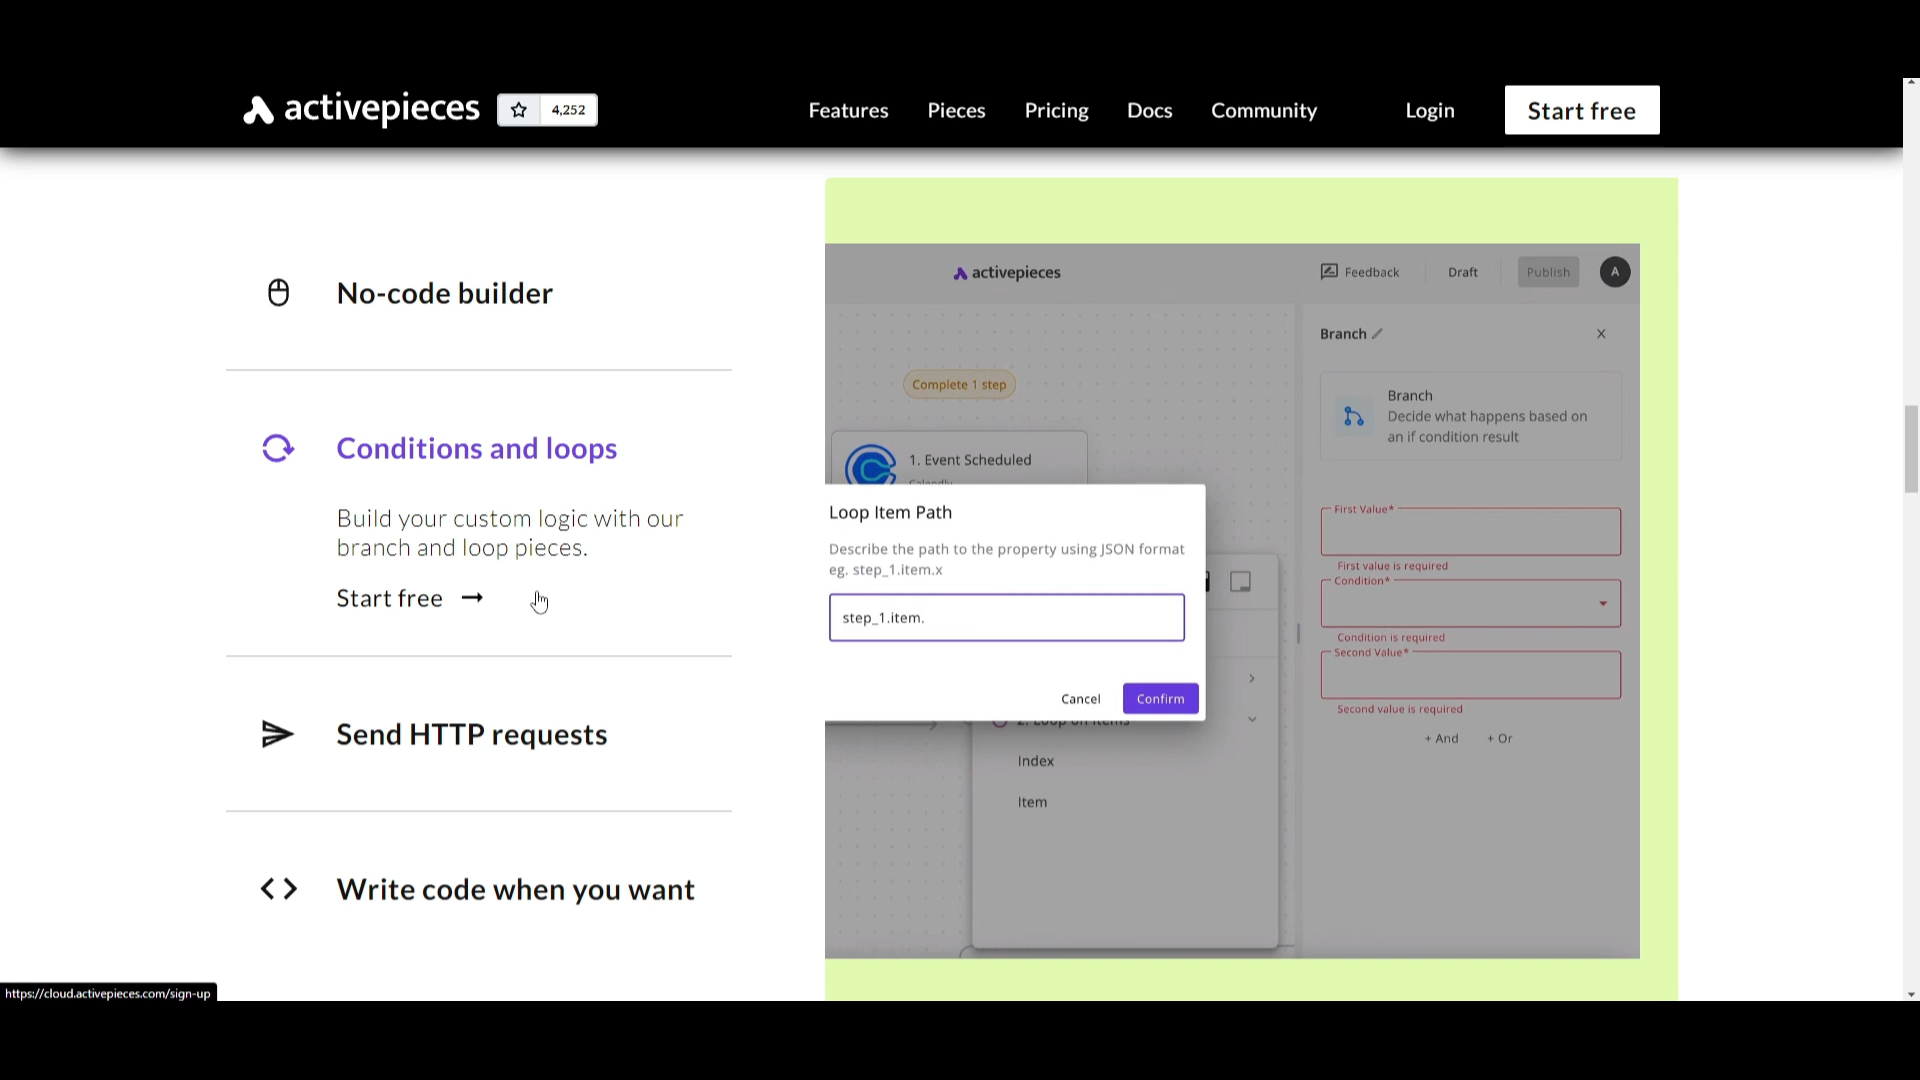 activepieces
4,252
Features
Pieces
Pricing
Docs
Community
Login
Start free
No-code builder
Conditions and loops
Build your custom logic with our
branch and loop pieces.
Start free →
Send HTTP requests
Write code when you want
activepieces
Feedback
Draft
Publish
A
Complete 1 step
1. Event Scheduled
Calendly
Loop Item Path
Describe the path to the property using JSON format
eg. step_1.item.x
step_1.item.
Cancel
Confirm
2. Loop on Items
Index
Item
Branch
Branch
Decide what happens based on
an if condition result
First Value*
First value is required
Condition*
Condition is required
Second Value*
Second value is required
+ And
+ Or
https://cloud.activepieces.com/sign-up